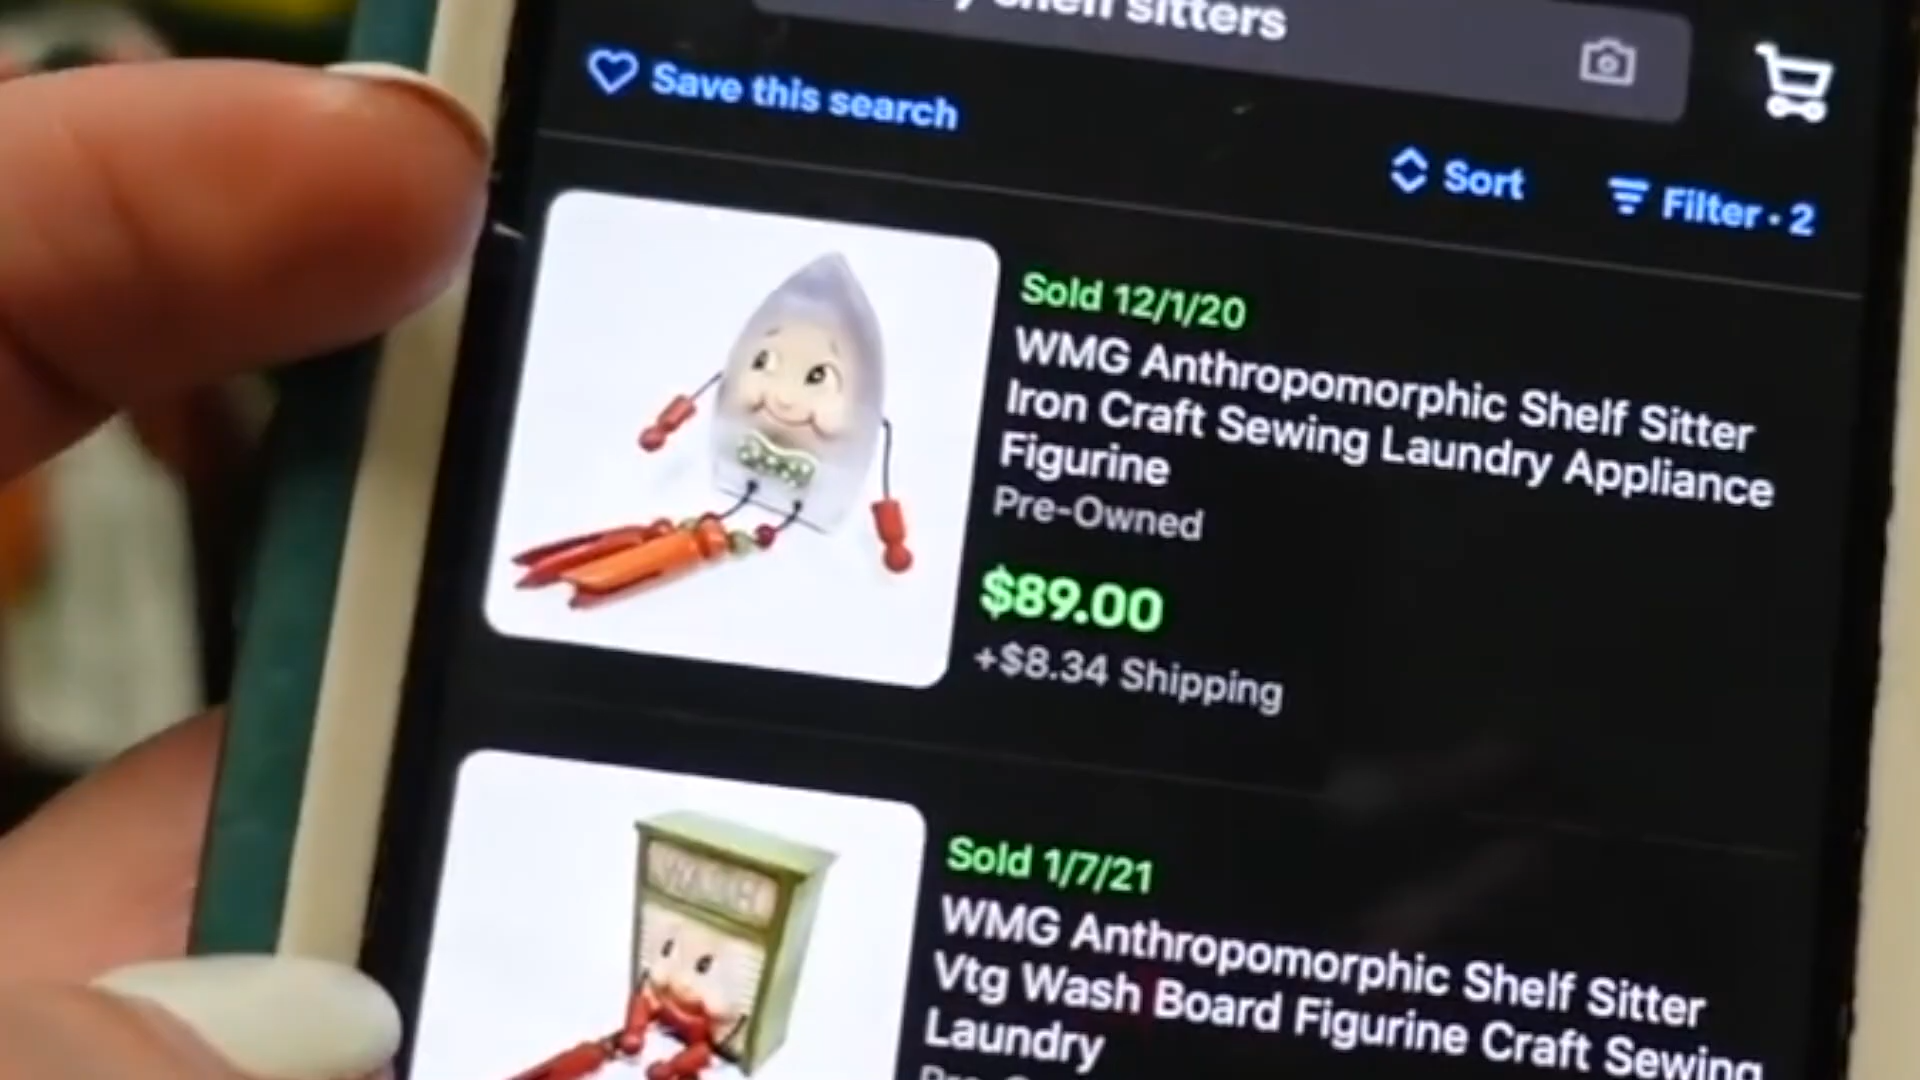 shelf sitters
Save this search
Sort
Filter · 2
Sold 12/1/20
WMG Anthropomorphic Shelf Sitter
Iron Craft Sewing Laundry Appliance
Figurine
Pre-Owned
$89.00
+$8.34 Shipping
Sold 1/7/21
WMG Anthropomorphic Shelf Sitter
Vtg Wash Board Figurine Craft Sewing
Laundry